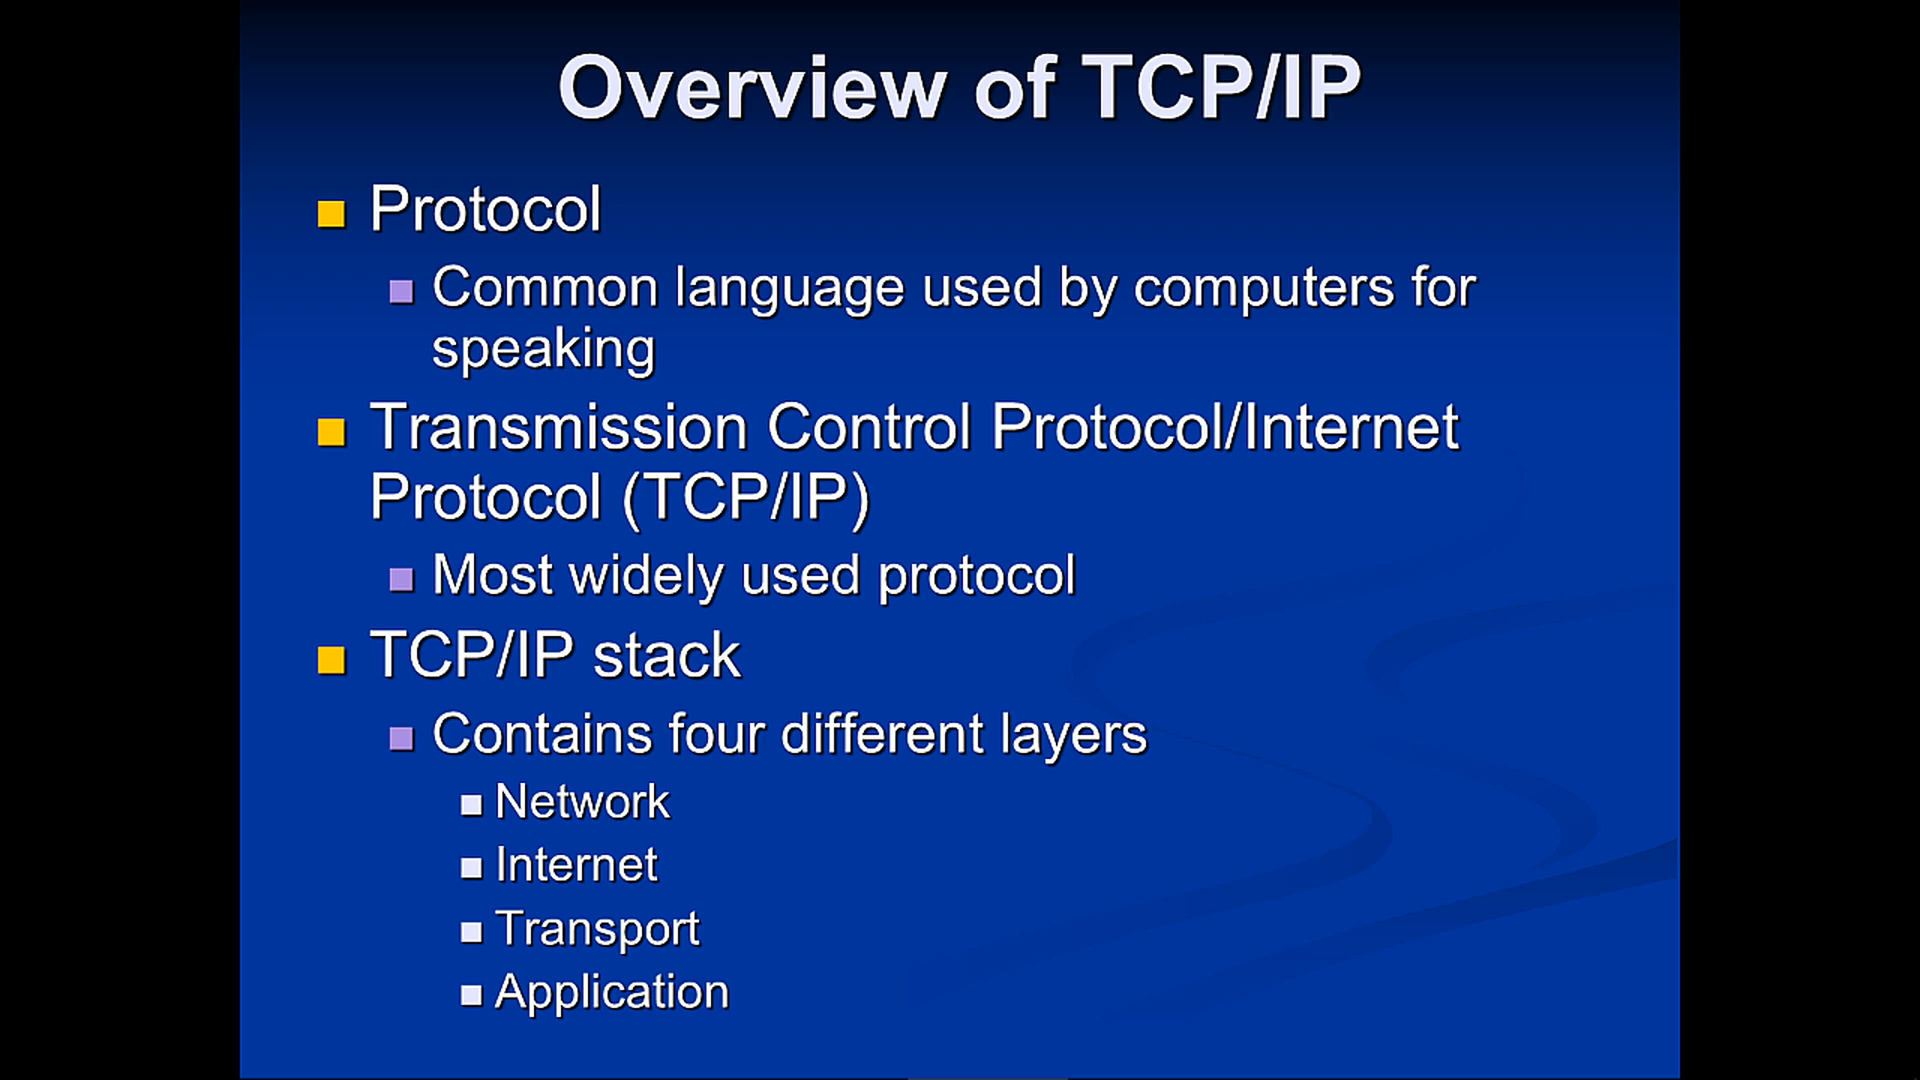 Overview of TCP/IP
Protocol
Common language used by computers for
speaking
Transmission Control Protocol/Internet
Protocol (TCP/IP)
Most widely used protocol
TCP/IP stack
Contains four different layers
Network
Internet
Transport
Application